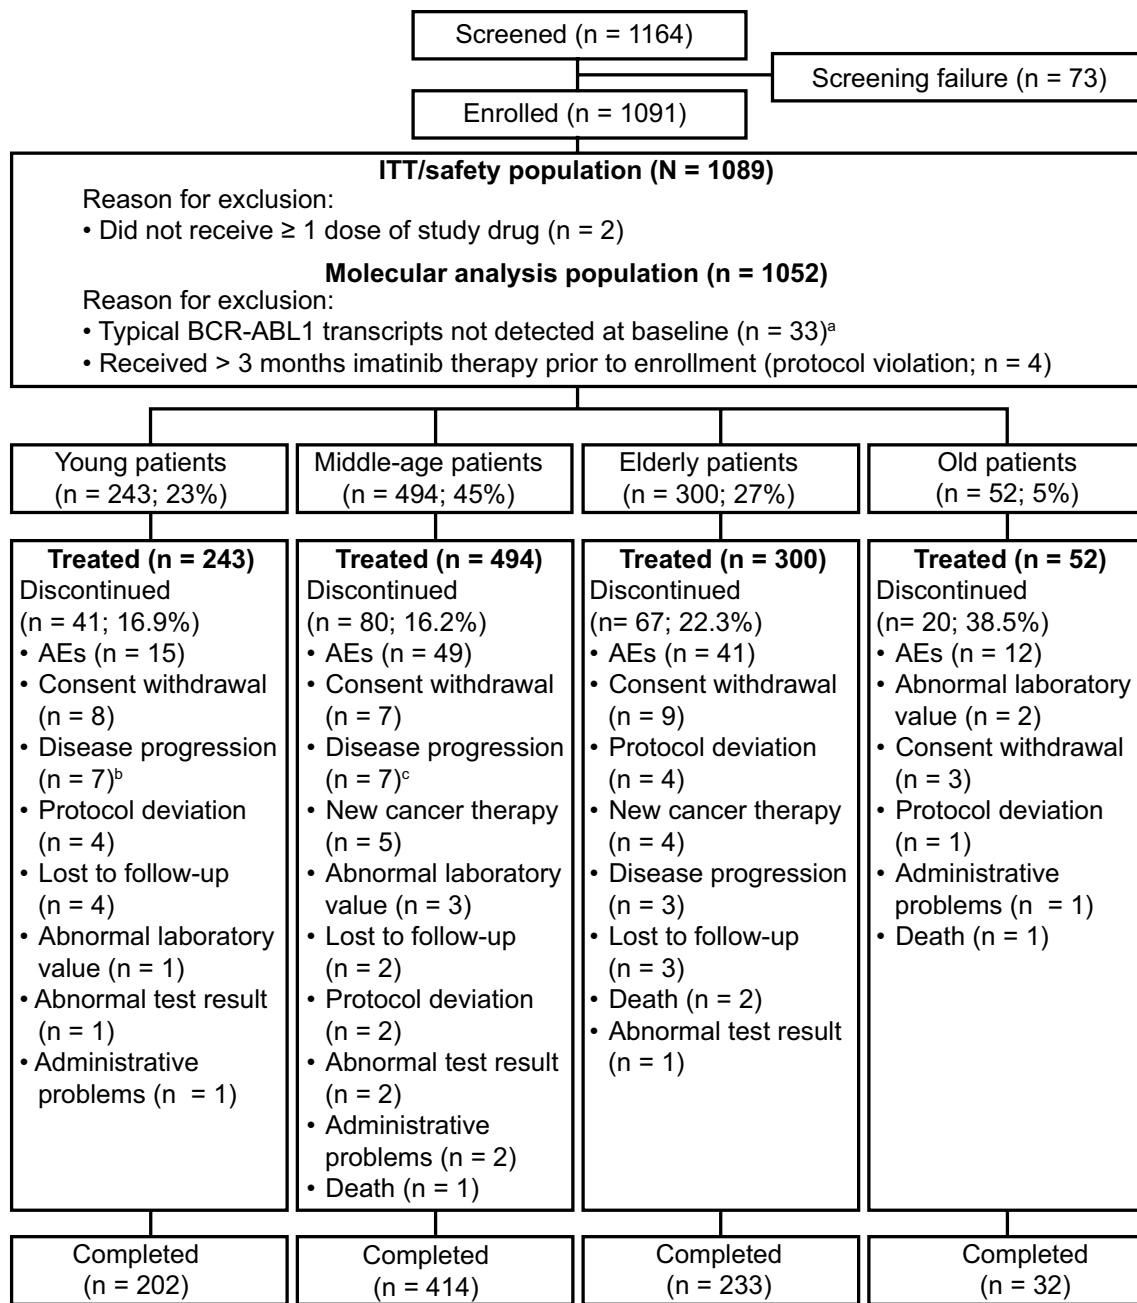 Screened (n = 1164)
Screening failure (n = 73)
Enrolled (n = 1091)
ITT/safety population (N = 1089)
Reason for exclusion:
• Did not receive ≥ 1 dose of study drug (n = 2)
Molecular analysis population (n = 1052)
Reason for exclusion:
• Typical BCR-ABL1 transcripts not detected at baseline (n = 33)ᵃ
• Received > 3 months imatinib therapy prior to enrollment (protocol violation; n = 4)
Young patients
(n = 243; 23%)
Middle-age patients
(n = 494; 45%)
Elderly patients
(n = 300; 27%)
Old patients
(n = 52; 5%)
Treated (n = 243)
Discontinued
(n = 41; 16.9%)
• AEs (n = 15)
• Consent withdrawal
(n = 8)
• Disease progression
(n = 7)ᵇ
• Protocol deviation
(n = 4)
• Lost to follow-up
(n = 4)
• Abnormal laboratory
value (n = 1)
• Abnormal test result
(n = 1)
• Administrative
problems (n = 1)
Treated (n = 494)
Discontinued
(n = 80; 16.2%)
• AEs (n = 49)
• Consent withdrawal
(n = 7)
• Disease progression
(n = 7)ᶜ
• New cancer therapy
(n = 5)
• Abnormal laboratory
value (n = 3)
• Lost to follow-up
(n = 2)
• Protocol deviation
(n = 2)
• Abnormal test result
(n = 2)
• Administrative
problems (n = 2)
• Death (n = 1)
Treated (n = 300)
Discontinued
(n= 67; 22.3%)
• AEs (n = 41)
• Consent withdrawal
(n = 9)
• Protocol deviation
(n = 4)
• New cancer therapy
(n = 4)
• Disease progression
(n = 3)
• Lost to follow-up
(n = 3)
• Death (n = 2)
• Abnormal test result
(n = 1)
Treated (n = 52)
Discontinued
(n= 20; 38.5%)
• AEs (n = 12)
• Abnormal laboratory
value (n = 2)
• Consent withdrawal
(n = 3)
• Protocol deviation
(n = 1)
• Administrative
problems (n = 1)
• Death (n = 1)
Completed
(n = 202)
Completed
(n = 414)
Completed
(n = 233)
Completed
(n = 32)